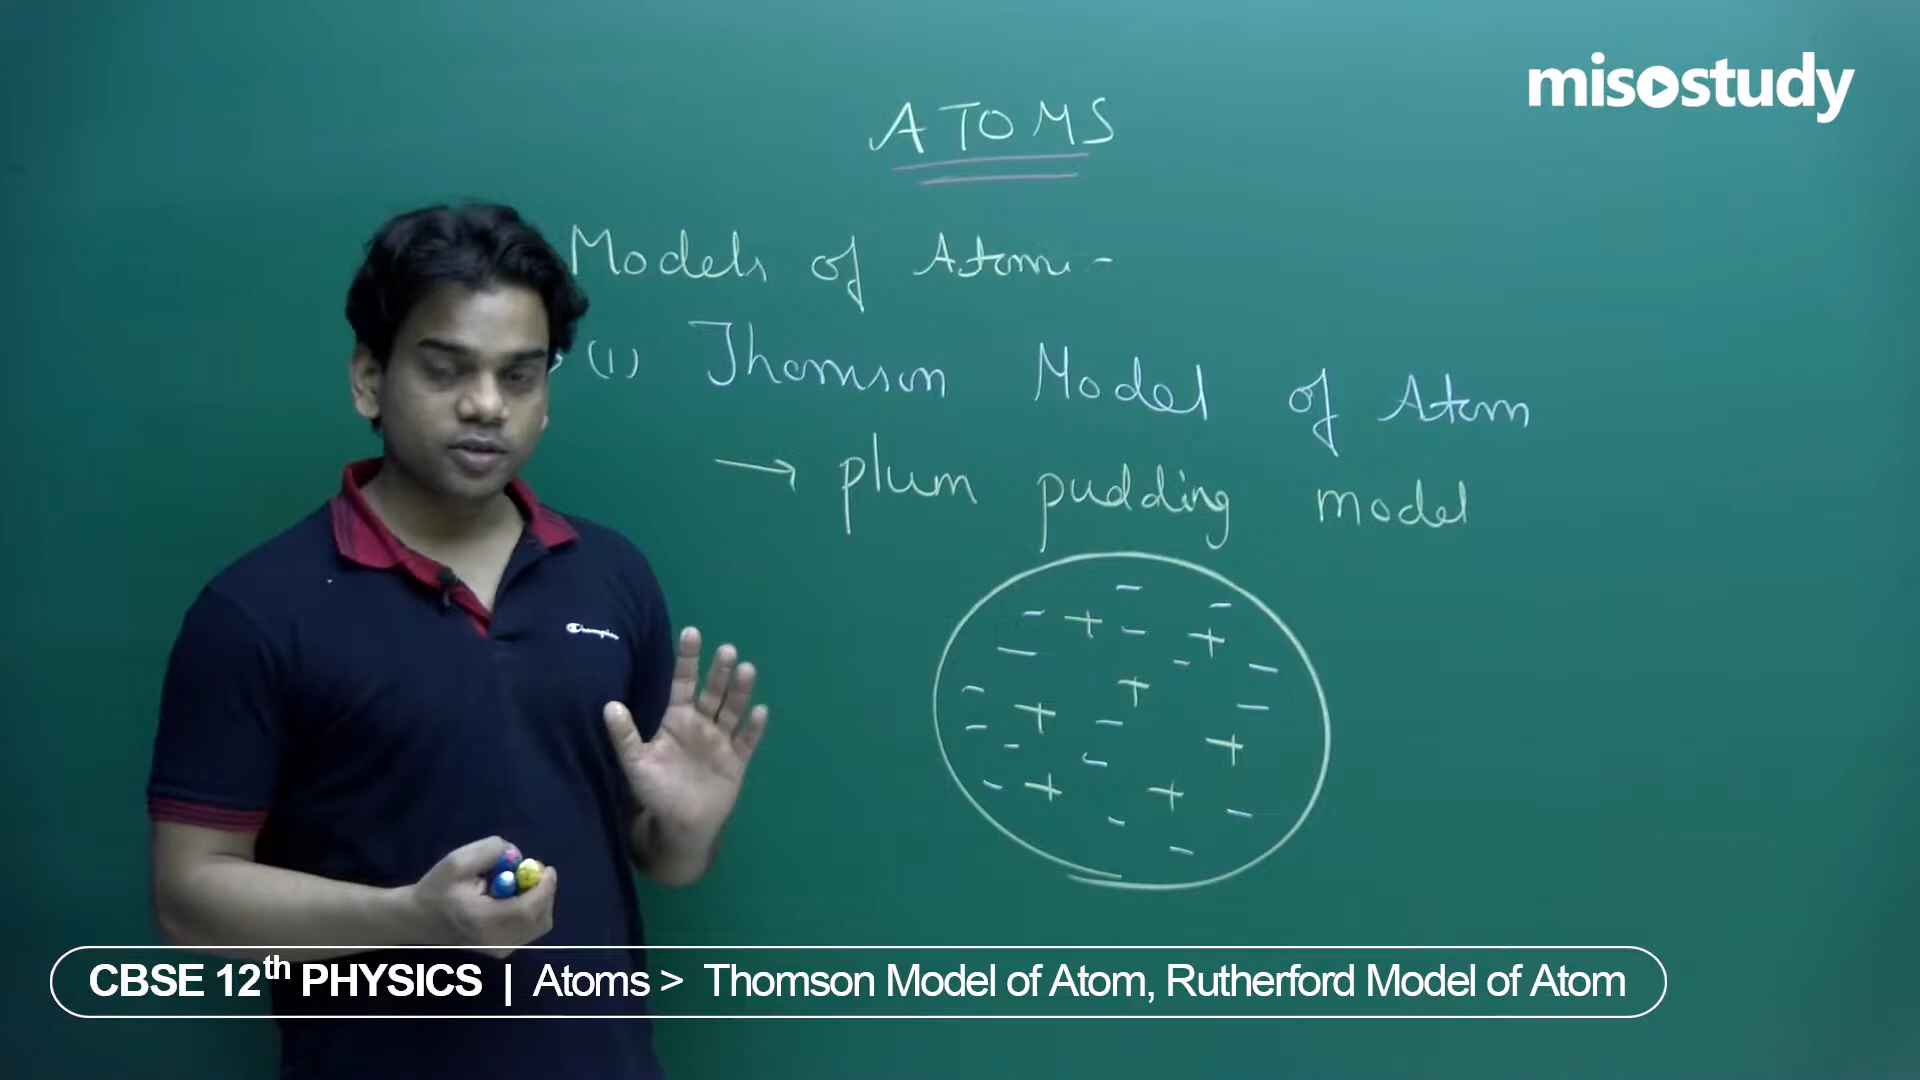 misostudy
ATOMS
Models of Atom -
(1) Thomson Model of Atom
→ plum pudding model
Champion
CBSE 12th PHYSICS | Atoms > Thomson Model of Atom, Rutherford Model of Atom